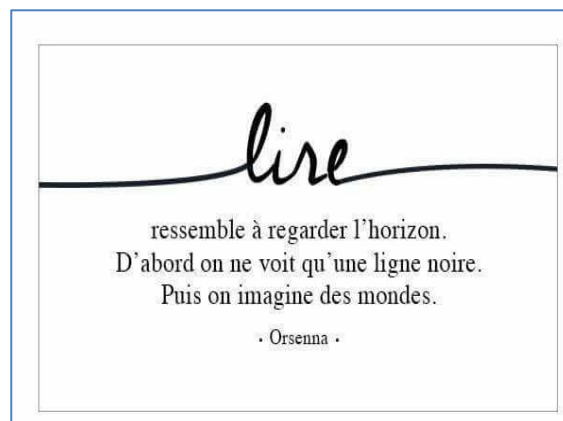 lire
ressemble à regarder l’horizon.
D’abord on ne voit qu’une ligne noire.
Puis on imagine des mondes.
· Orsenna ·